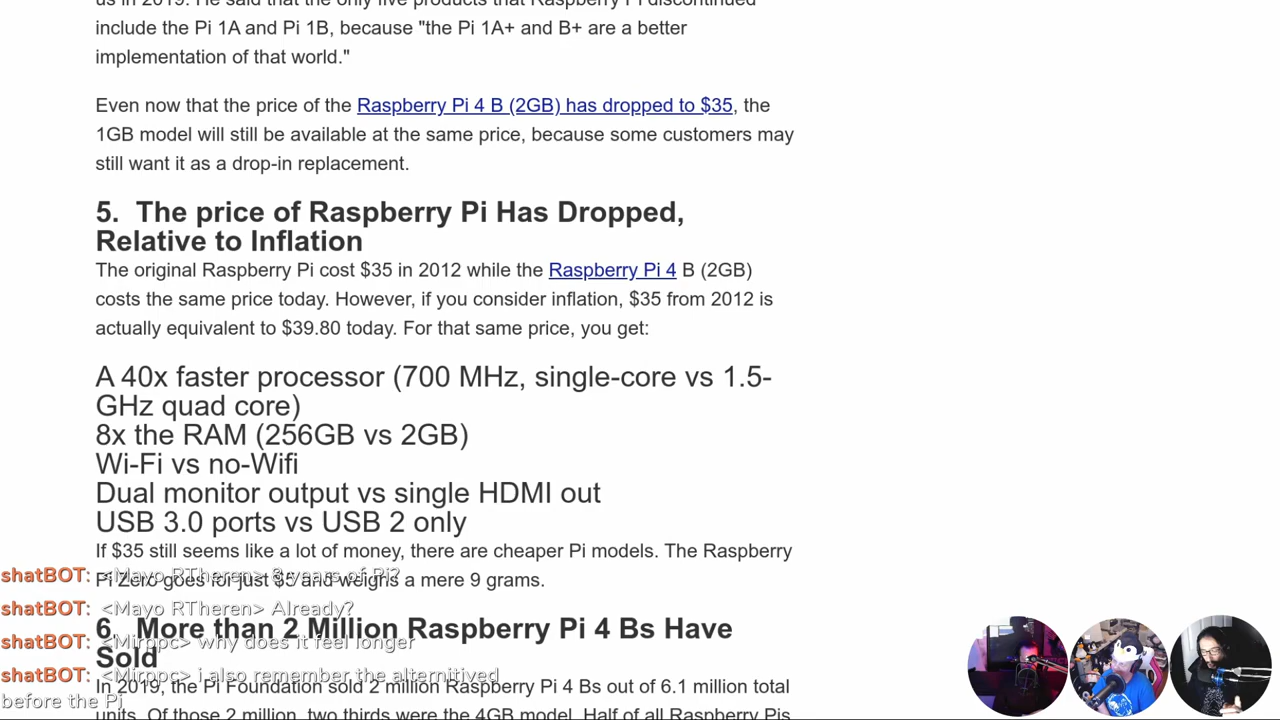 us in 2019. He said that the only five products that Raspberry Pi discontinued
include the Pi 1A and Pi 1B, because "the Pi 1A+ and B+ are a better
implementation of that world."
Even now that the price of the Raspberry Pi 4 B (2GB) has dropped to $35, the
1GB model will still be available at the same price, because some customers may
still want it as a drop-in replacement.
5. The price of Raspberry Pi Has Dropped,
Relative to Inflation
The original Raspberry Pi cost $35 in 2012 while the Raspberry Pi 4 B (2GB)
costs the same price today. However, if you consider inflation, $35 from 2012 is
actually equivalent to $39.80 today. For that same price, you get:
A 40x faster processor (700 MHz, single-core vs 1.5-
GHz quad core)
8x the RAM (256GB vs 2GB)
Wi-Fi vs no-Wifi
Dual monitor output vs single HDMI out
USB 3.0 ports vs USB 2 only
If $35 still seems like a lot of money, there are cheaper Pi models. The Raspberry
shatBOT: <Mayo RTheren> 8 years of Pi?
Pi Zero goes for just $5 and weighs a mere 9 grams.
shatBOT: <Mayo RTheren> Already?
6. More than 2 Million Raspberry Pi 4 Bs Have
shatBOT: <Mirppc> why does it feel longer
Sold
shatBOT: <Mirppc> i also remember the alternitived
In 2019, the Pi Foundation sold 2 million Raspberry Pi 4 Bs out of 6.1 million total
before the Pi
units. Of those 2 million, two thirds were the 4GB model. Half of all Raspberry Pis